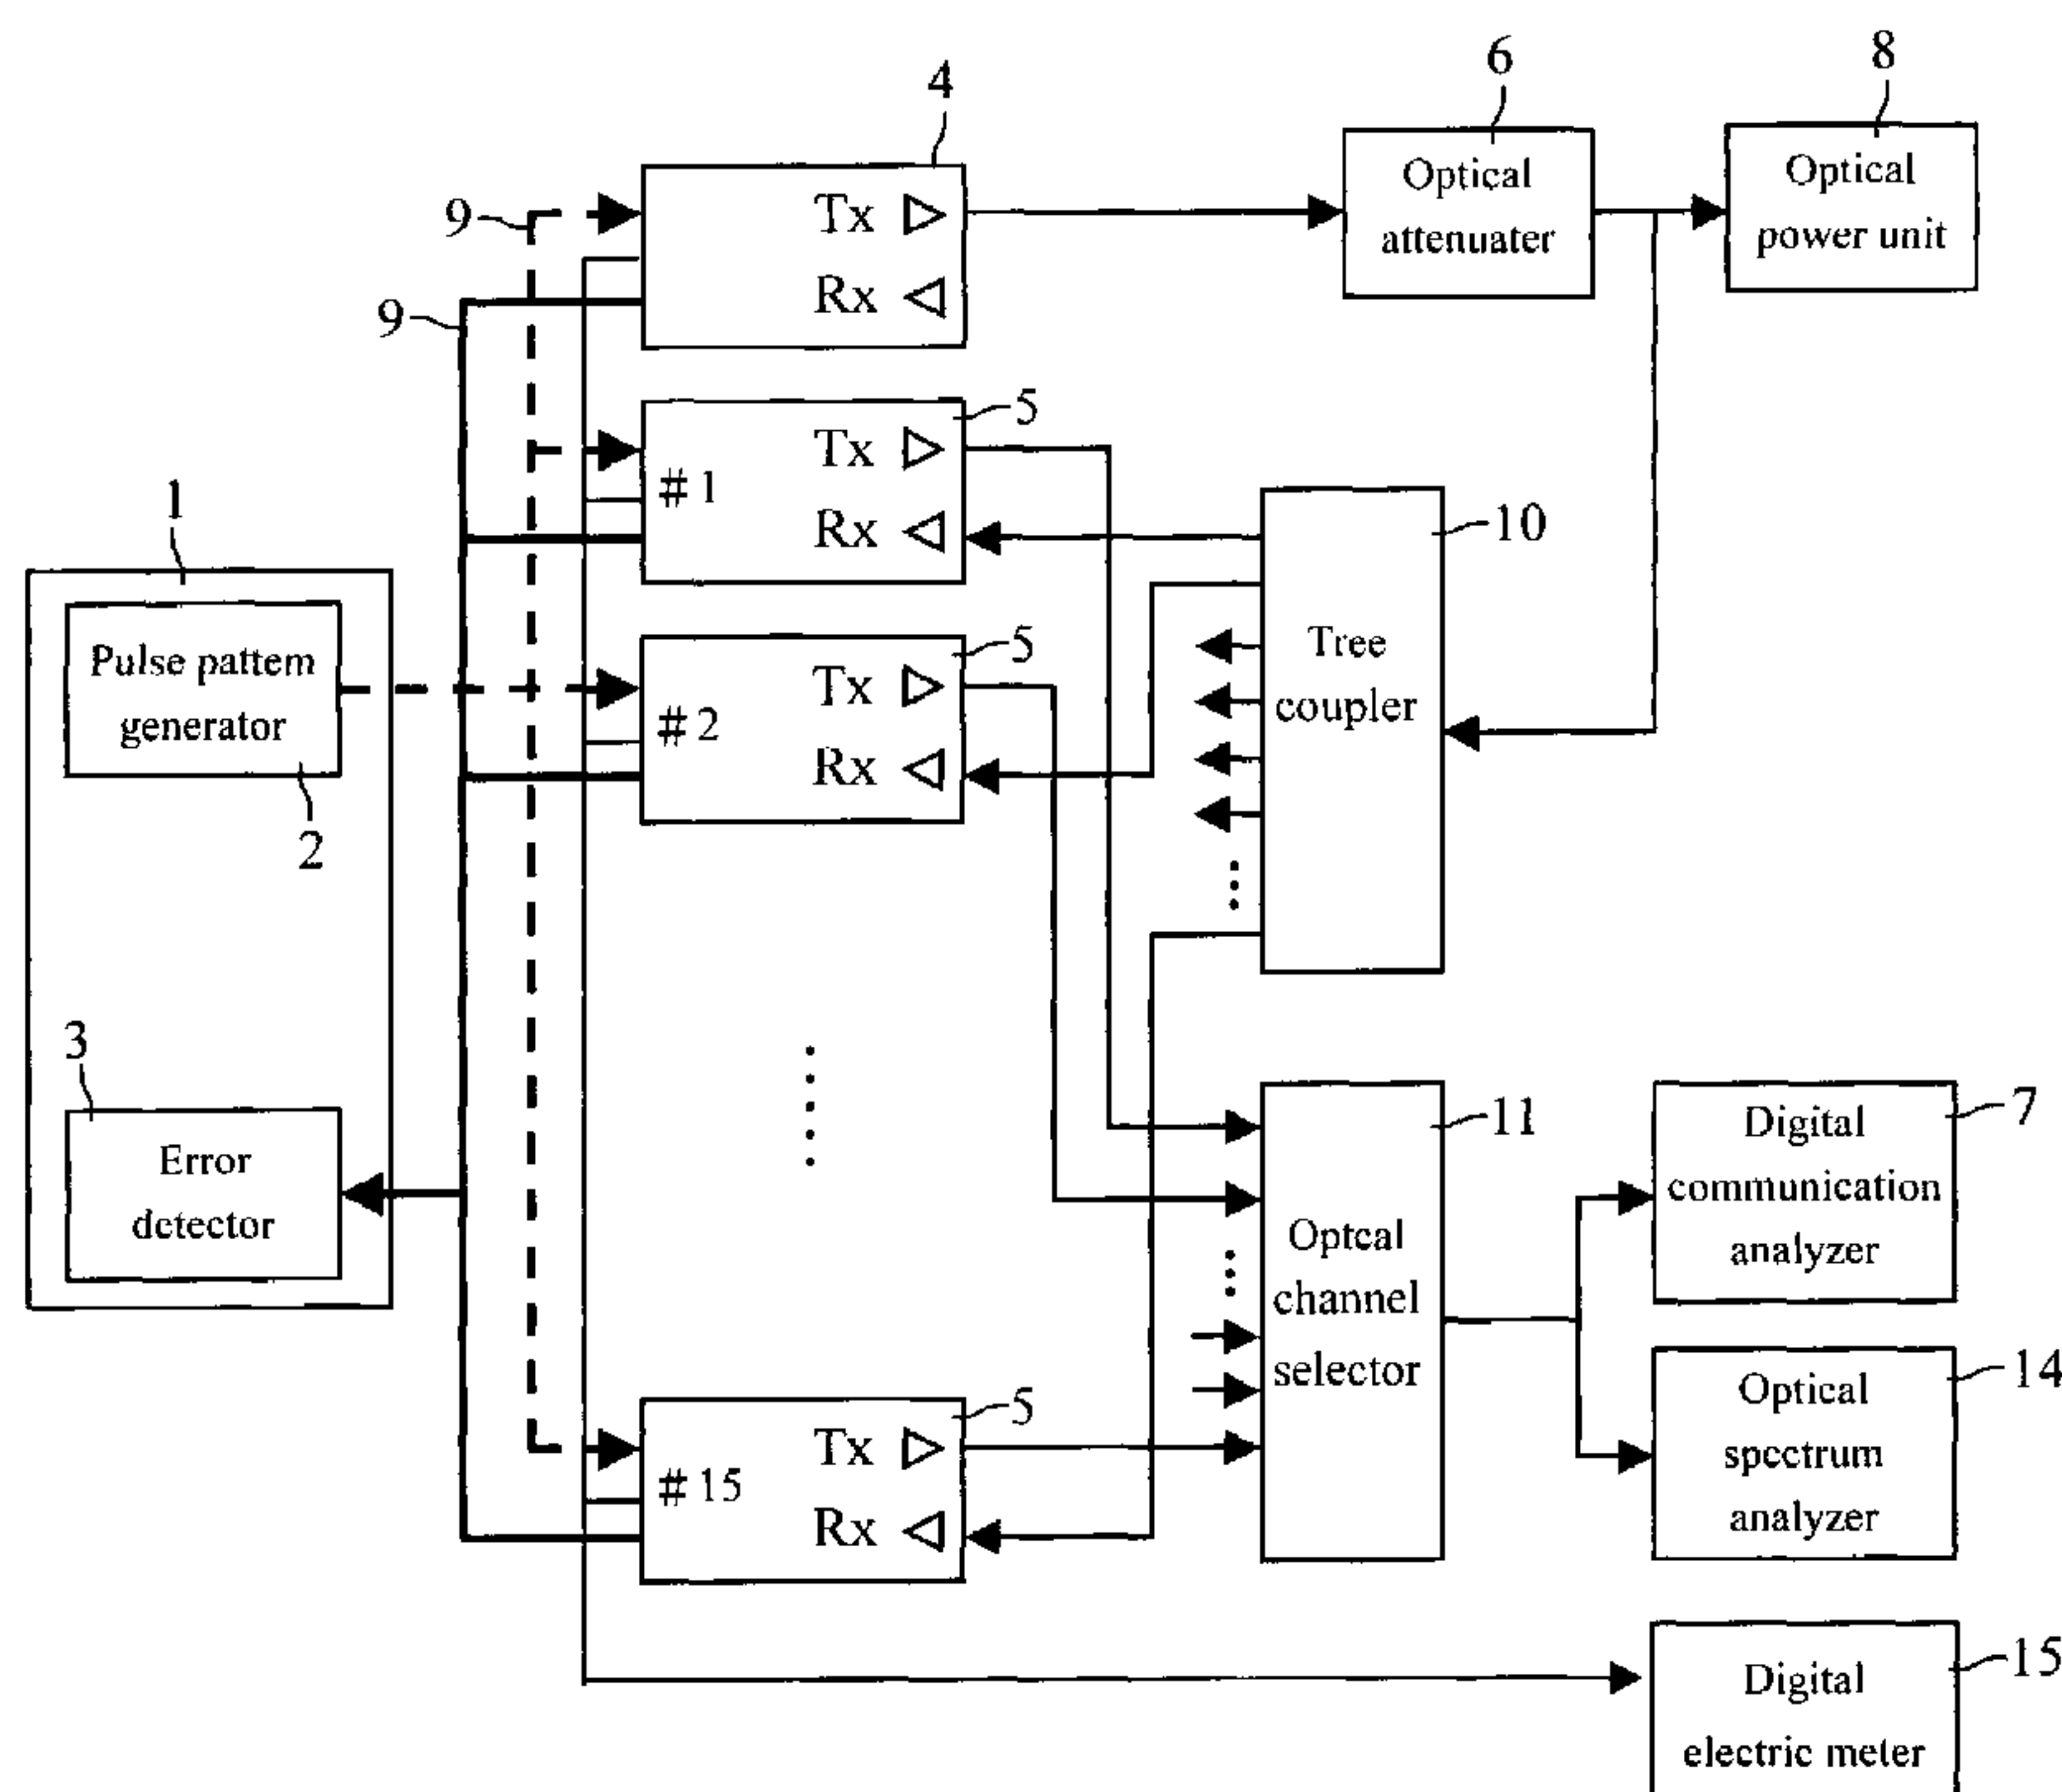 4
6
8
Tx
Rx
Optical
attenuater
Optical
power unit
9
9
5
# 1
Tx
Rx
10
Tree
coupler
1
Pulse pattem
generator
2
5
# 2
Tx
Rx
3
Error
detector
11
Optcal
channel
selector
7
Digital
communication
analyzer
14
Optical
spectrum
analyzer
5
# 15
Tx
Rx
15
Digital
electric meter